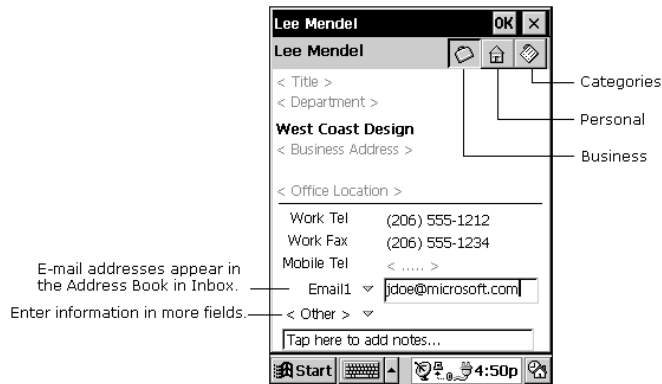 Lee Mendel OK
Lee Mendel
< Title >
< Department >
West Coast Design
< Business Address >
< Office Location >
Work Tel (206) 555-1212
Work Fax (206) 555-1234
Mobile Tel < ..... >
Email1 jdoe@microsoft.com
< Other >
Tap here to add notes...
Start 4:50p
Categories
Personal
Business
E-mail addresses appear in
the Address Book in Inbox.
Enter information in more fields.